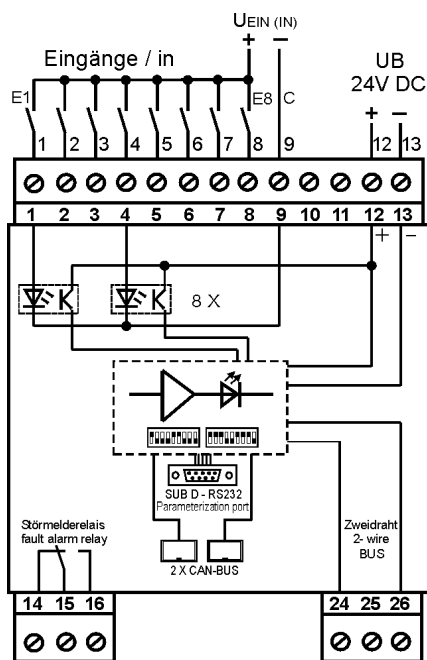 UEIN (IN)
+ −
Eingänge / in
UB
24V DC
+ −
E1 E8 C
1 2 3 4 5 6 7 8 9 12 13
1 2 3 4 5 6 7 8 9 10 11 12 13
+ −
8 X
SUB D - RS232
Parameterization port
2 X CAN-BUS
Störmelderelais
fault alarm relay
Zweidraht
2- wire
BUS
14 15 16
24 25 26